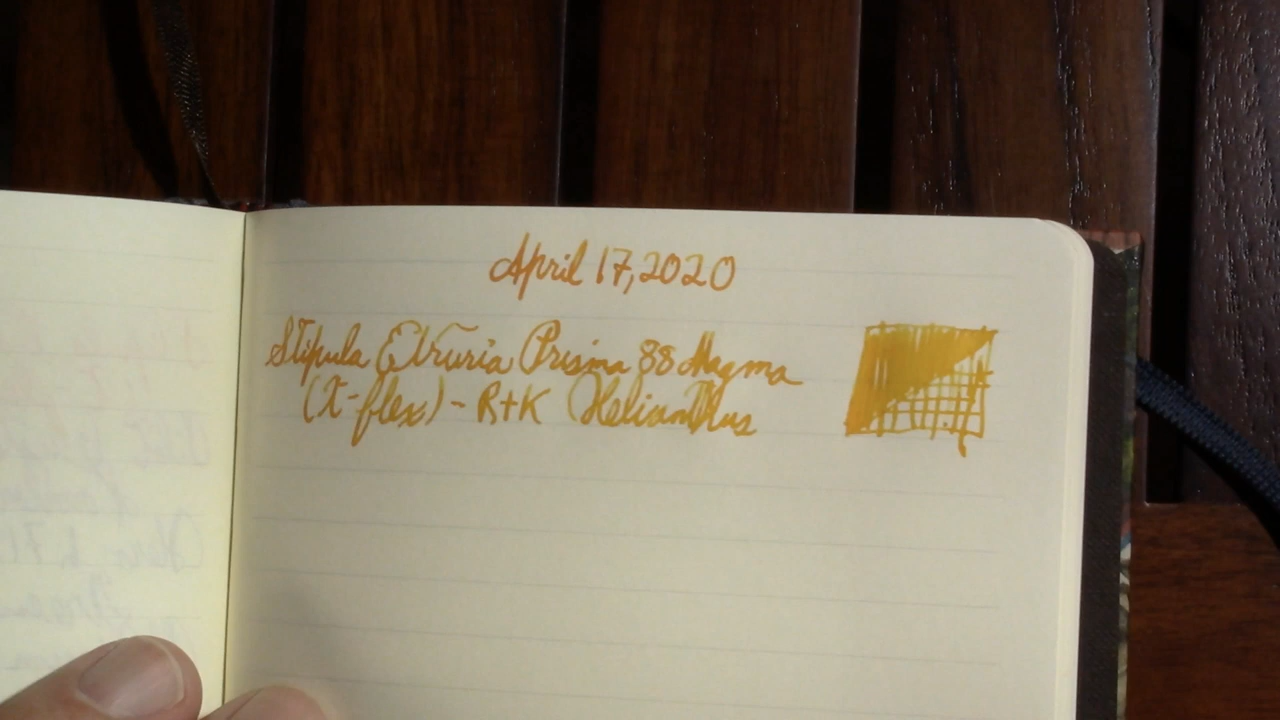 April 17, 2020
Stipula Etruria Prisma 88 Magma
(T-flex) - R+K Helianthus